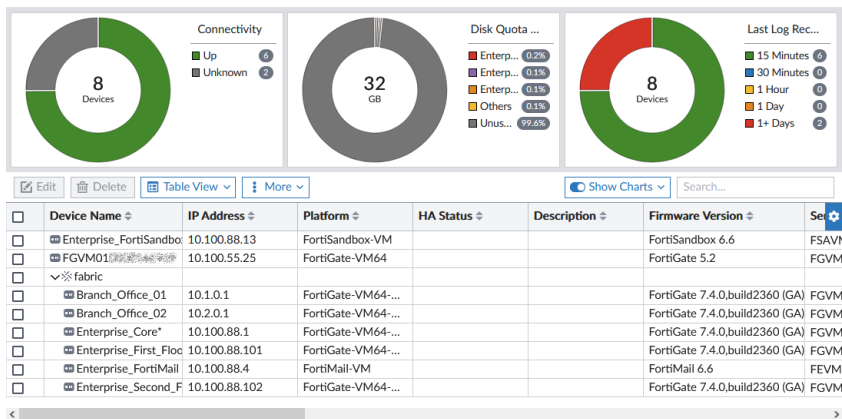 Connectivity
Up 6
Unknown 2
8
Devices
Disk Quota ...
Enterp... 0.2%
Enterp... 0.1%
Enterp... 0.1%
Others 0.1%
Unus... 99.6%
32
GB
Last Log Rec...
15 Minutes 6
30 Minutes 0
1 Hour 0
1 Day 0
1+ Days 2
8
Devices
Edit Delete Table View More Show Charts Search...
Device Name IP Address Platform HA Status Description Firmware Version
Enterprise_FortiSandbo 10.100.88.13 FortiSandbox-VM FortiSandbox 6.6 FSAVM
FGVM01 10.100.55.25 FortiGate-VM64 FortiGate 5.2 FGVM
fabric
Branch_Office_01 10.1.0.1 FortiGate-VM64-... FortiGate 7.4.0,build2360 (GA) FGVM
Branch_Office_02 10.2.0.1 FortiGate-VM64-... FortiGate 7.4.0,build2360 (GA) FGVM
Enterprise_Core* 10.100.88.1 FortiGate-VM64-... FortiGate 7.4.0,build2360 (GA) FGVM
Enterprise_First_Floo 10.100.88.101 FortiGate-VM64-... FortiGate 7.4.0,build2360 (GA) FGVM
Enterprise_FortiMail 10.100.88.4 FortiMail-VM FortiMail 6.6 FEVM
Enterprise_Second_F 10.100.88.102 FortiGate-VM64-... FortiGate 7.4.0,build2360 (GA) FGVM